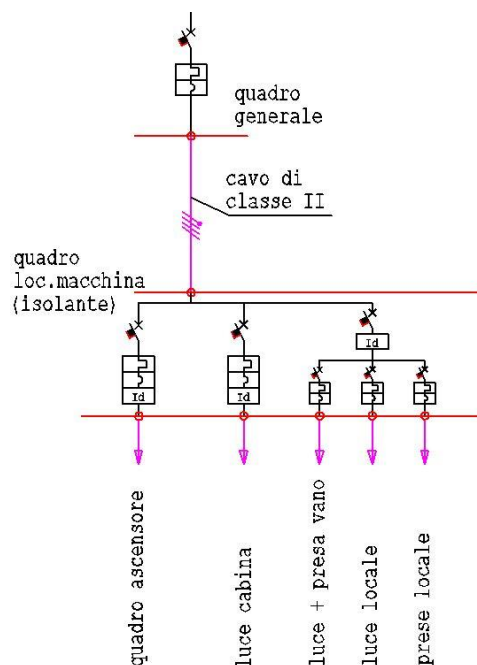 quadro
generale
cavo di
classe II
quadro
loc.macchina
(isolante)
Id
Id
Id
quadro ascensore
luce cabina
luce + presa vano
luce locale
prese locale